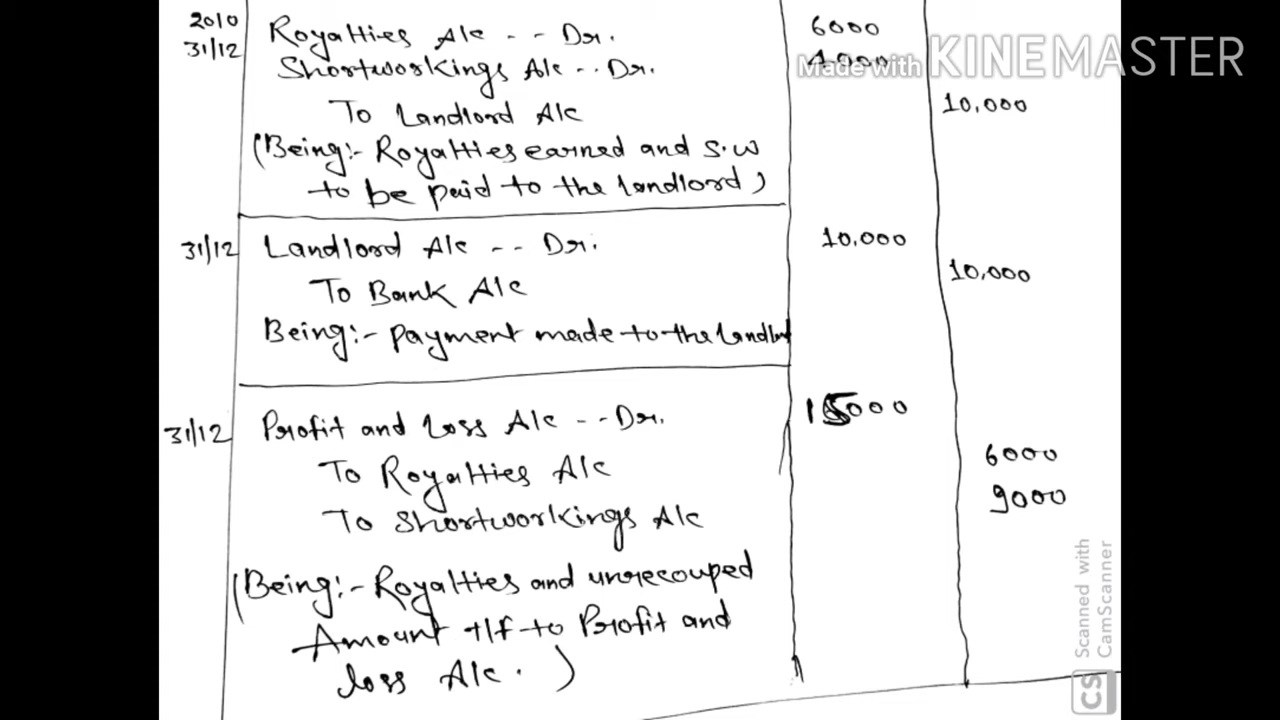 2010
31/12 Royalties A/c -- Dr. 6000
Shortworkings A/c -- Dr. 4000
Made with KINEMASTER
To Landlord A/c 10,000
(Being:- Royalties earned and S.W
to be paid to the landlord)
31/12 Landlord A/c -- Dr. 10,000
To Bank A/c 10,000
Being:- payment made to the Landlord
31/12 Profit and Loss A/c -- Dr. 15000
To Royalties A/c 6000
To Shortworkings A/c 9000
(Being:- Royalties and unrecouped
Amount t/f to Profit and
loss A/c.)
CS Scanned with
CamScanner